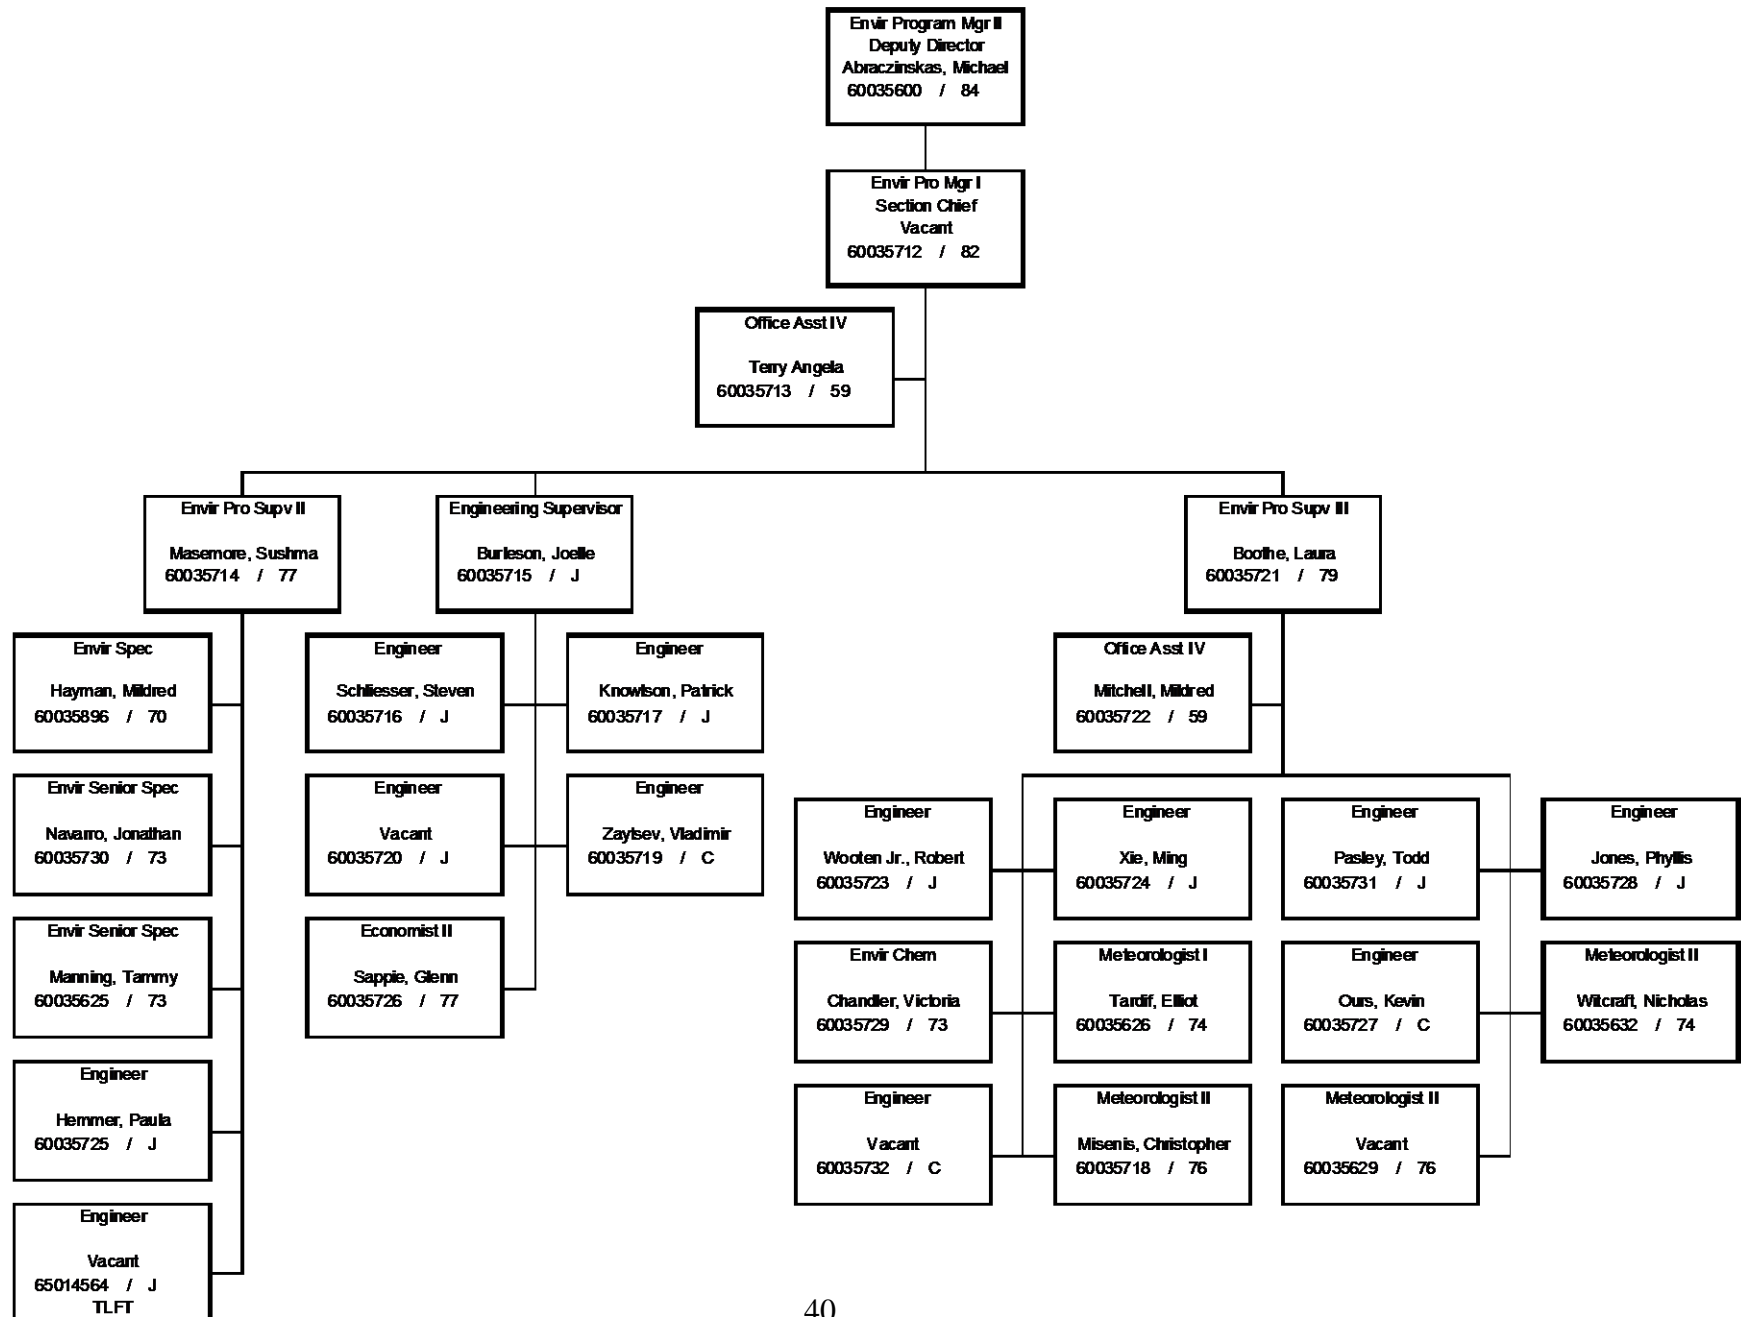 Envir Program Mgr II
Deputy Director
Abraczinskas, Michael
60035600 / 84
Envir Pro Mgr I
Section Chief
Vacant
60035712 / 82
Office Asst IV
Terry Angela
60035713 / 59
Envir Pro Supv II
Masemore, Sushma
60035714 / 77
Engineering Supervisor
Burleson, Joelle
60035715 / J
Envir Pro Supv III
Boothe, Laura
60035721 / 79
Envir Spec
Hayman, Mildred
60035896 / 70
Envir Senior Spec
Navarro, Jonathan
60035730 / 73
Envir Senior Spec
Manning, Tammy
60035625 / 73
Engineer
Hemmer, Paula
60035725 / J
Engineer
Vacant
65014564 / J
TLFT
Engineer
Schliesser, Steven
60035716 / J
Engineer
Knowlson, Patrick
60035717 / J
Engineer
Vacant
60035720 / J
Engineer
Zaytsev, Vladimir
60035719 / C
Economist II
Sappie, Glenn
60035726 / 77
Office Asst IV
Mitchell, Mildred
60035722 / 59
Engineer
Wooten Jr., Robert
60035723 / J
Engineer
Xie, Ming
60035724 / J
Engineer
Pasley, Todd
60035731 / J
Engineer
Jones, Phyllis
60035728 / J
Envir Chem
Chandler, Victoria
60035729 / 73
Meteorologist I
Tardif, Elliot
60035626 / 74
Engineer
Ours, Kevin
60035727 / C
Meteorologist II
Witcraft, Nicholas
60035632 / 74
Engineer
Vacant
60035732 / C
Meteorologist II
Misenis, Christopher
60035718 / 76
Meteorologist II
Vacant
60035629 / 76
40